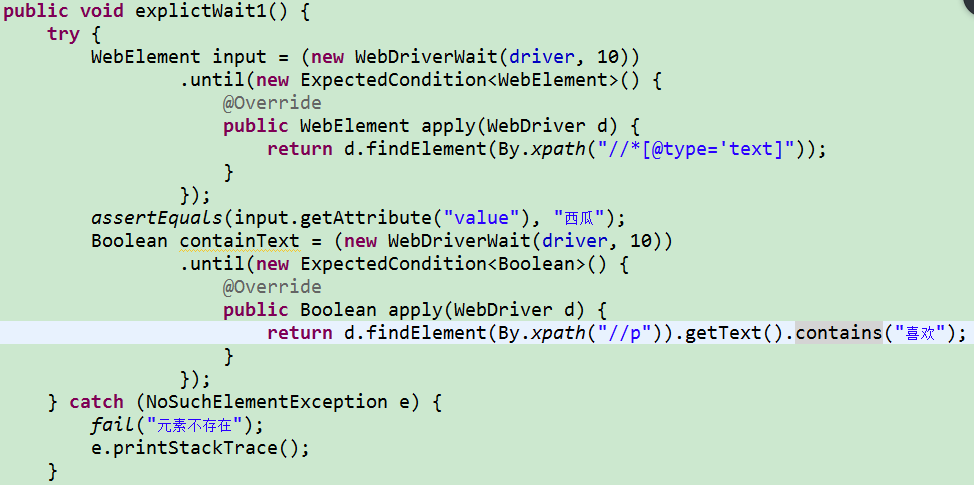 public void explictWait1() {
try {
WebElement input = (new WebDriverWait(driver, 10))
.until(new ExpectedCondition<WebElement>() {
@Override
public WebElement apply(WebDriver d) {
return d.findElement(By.xpath("//*[@type='text]"));
}
});
assertEquals(input.getAttribute("value"), "西瓜");
Boolean containText = (new WebDriverWait(driver, 10))
.until(new ExpectedCondition<Boolean>() {
@Override
public Boolean apply(WebDriver d) {
return d.findElement(By.xpath("//p")).getText().contains("喜欢");
}
});
} catch (NoSuchElementException e) {
fail("元素不存在");
e.printStackTrace();
}